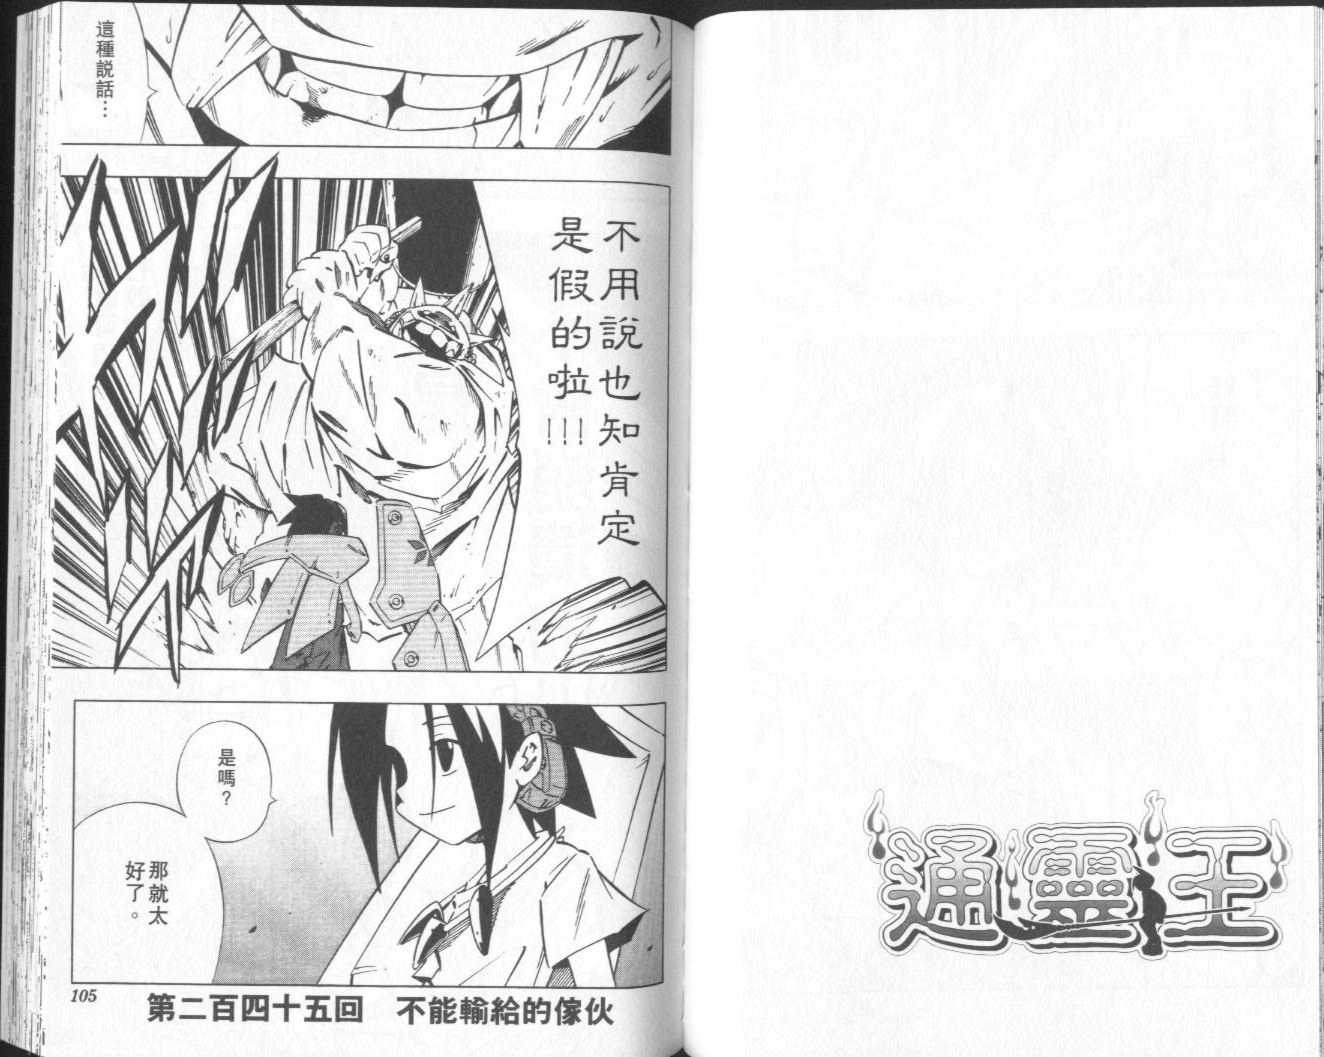 這種說話…
不用說也知肯定
是假的啦!!!
是嗎?
那就太
好了。
105
第二百四十五回 不能輸給的傢伙
通靈王